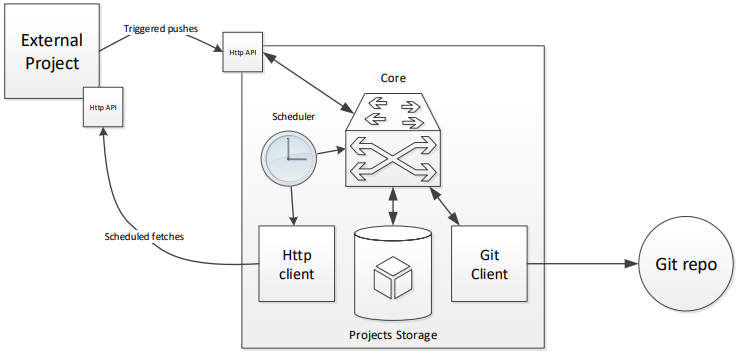 External
Project
Triggered pushes
Http API
Http API
Core
Scheduler
Scheduled fetches
Http
client
Git
Client
Git repo
Projects Storage